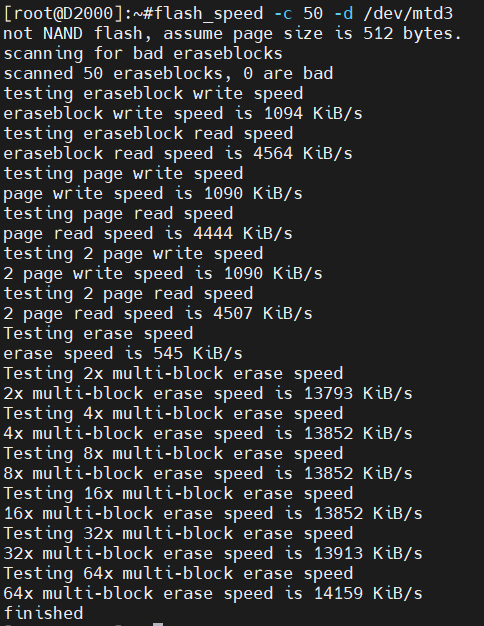 [root@D2000]:~#flash_speed -c 50 -d /dev/mtd3
not NAND flash, assume page size is 512 bytes.
scanning for bad eraseblocks
scanned 50 eraseblocks, 0 are bad
testing eraseblock write speed
eraseblock write speed is 1094 KiB/s
testing eraseblock read speed
eraseblock read speed is 4564 KiB/s
testing page write speed
page write speed is 1090 KiB/s
testing page read speed
page read speed is 4444 KiB/s
testing 2 page write speed
2 page write speed is 1090 KiB/s
testing 2 page read speed
2 page read speed is 4507 KiB/s
Testing erase speed
erase speed is 545 KiB/s
Testing 2x multi-block erase speed
2x multi-block erase speed is 13793 KiB/s
Testing 4x multi-block erase speed
4x multi-block erase speed is 13852 KiB/s
Testing 8x multi-block erase speed
8x multi-block erase speed is 13852 KiB/s
Testing 16x multi-block erase speed
16x multi-block erase speed is 13852 KiB/s
Testing 32x multi-block erase speed
32x multi-block erase speed is 13913 KiB/s
Testing 64x multi-block erase speed
64x multi-block erase speed is 14159 KiB/s
finished